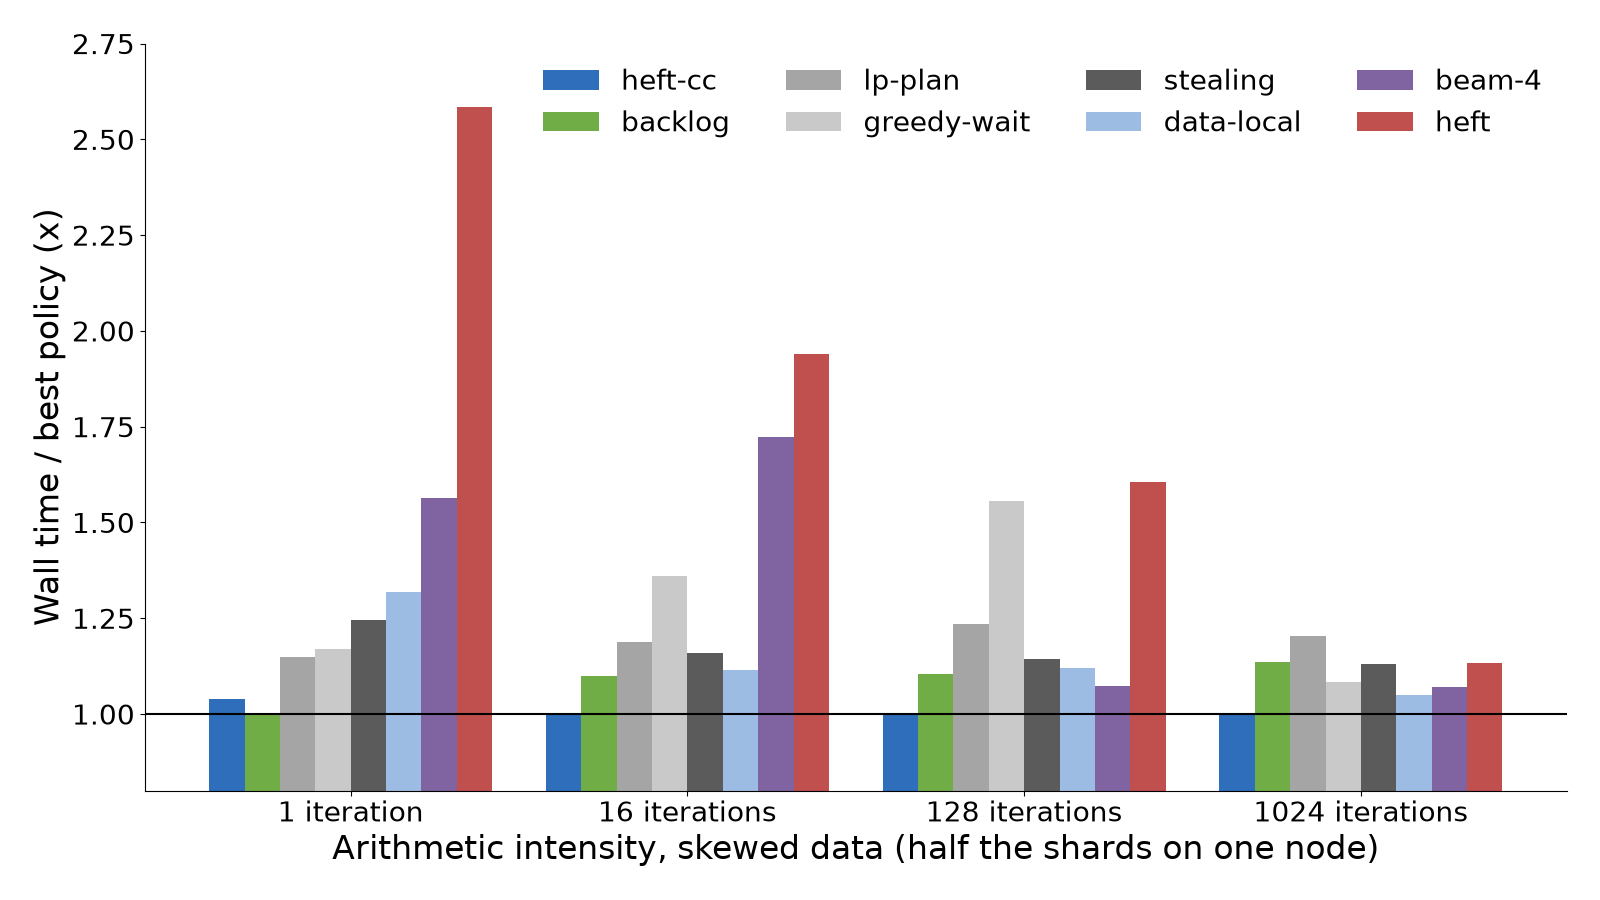 2.75
2.50
2.25
2.00
1.75
1.50
1.25
1.00
Wall time / best policy (x)
heft-cc lp-plan stealing beam-4
backlog greedy-wait data-local heft
1 iteration 16 iterations 128 iterations 1024 iterations
Arithmetic intensity, skewed data (half the shards on one node)